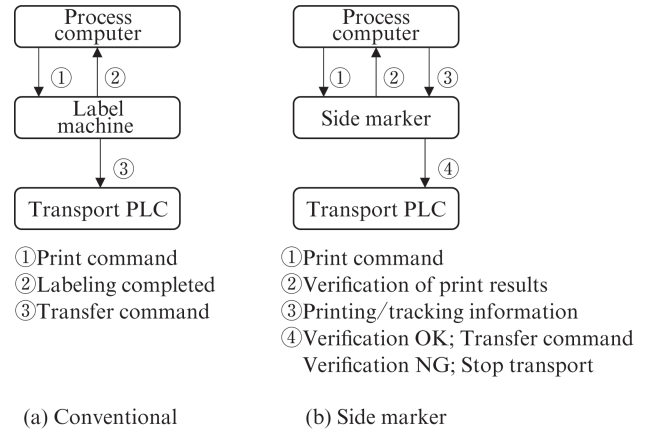 Process
computer
①
②
Label
machine
③
Transport PLC
①Print command
②Labeling completed
③Transfer command
(a) Conventional
Process
computer
①
②
③
Side marker
④
Transport PLC
①Print command
②Verification of print results
③Printing/tracking information
④Verification OK; Transfer command
Verification NG; Stop transport
(b) Side marker